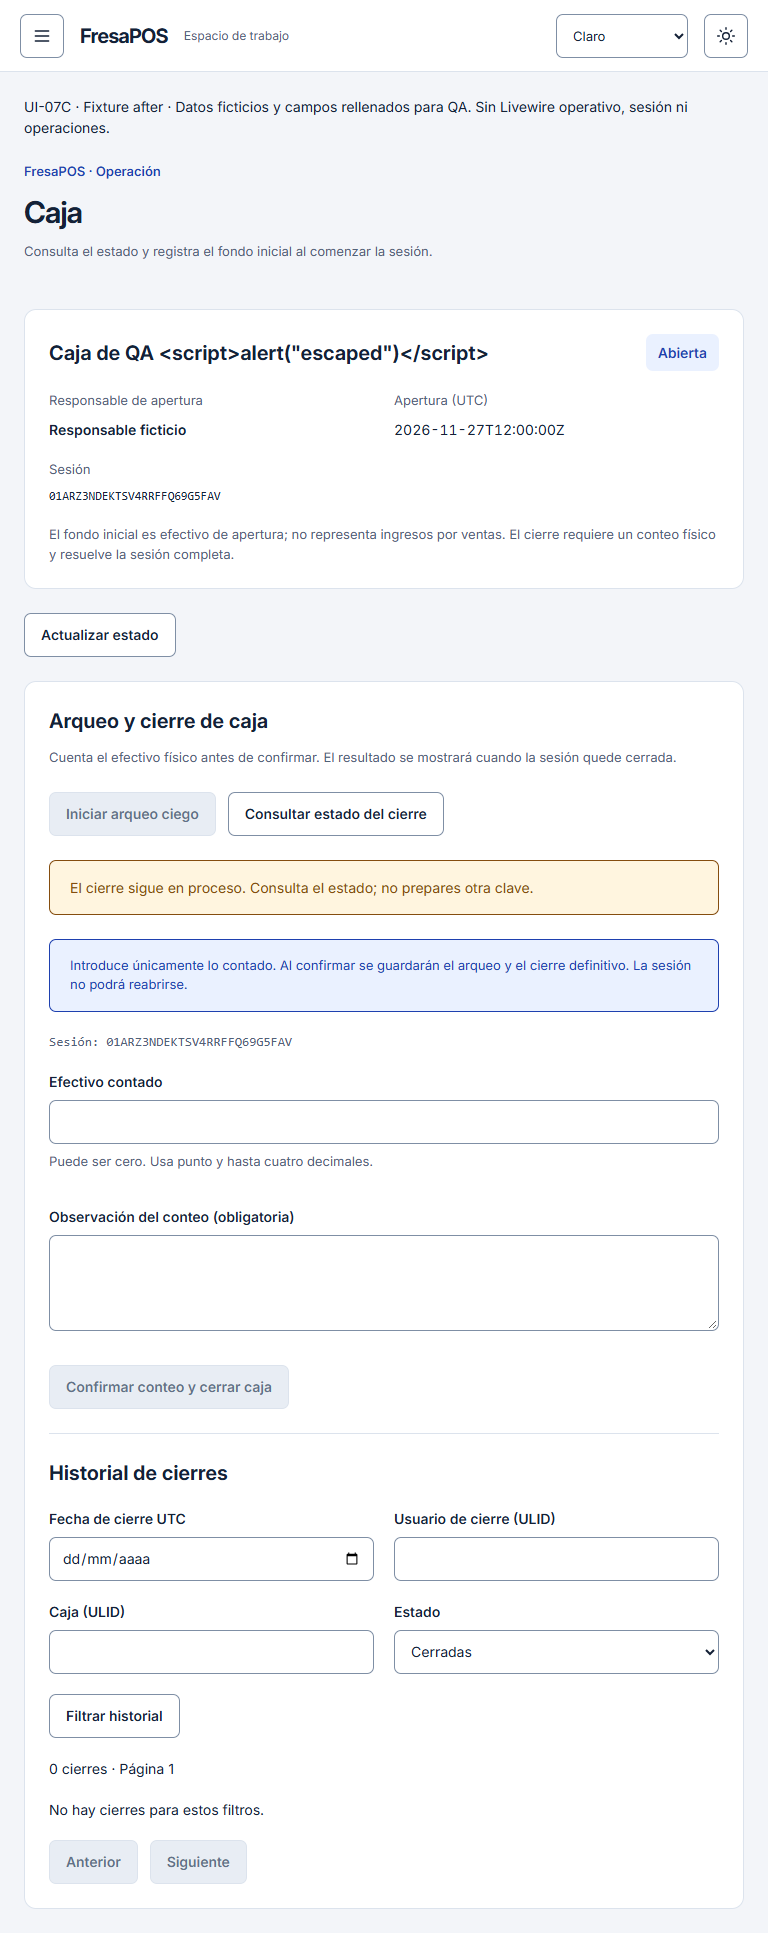 FresaPOS Espacio de trabajo Claro
UI-07C · Fixture after · Datos ficticios y campos rellenados para QA. Sin Livewire operativo, sesión ni
operaciones.
FresaPOS · Operación
Caja
Consulta el estado y registra el fondo inicial al comenzar la sesión.
Caja de QA <script>alert("escaped")</script> Abierta
Responsable de apertura Apertura (UTC)
Responsable ficticio 2026-11-27T12:00:00Z
Sesión
01ARZ3NDEKTSV4RRFFQ69G5FAV
El fondo inicial es efectivo de apertura; no representa ingresos por ventas. El cierre requiere un conteo físico
y resuelve la sesión completa.
Actualizar estado
Arqueo y cierre de caja
Cuenta el efectivo físico antes de confirmar. El resultado se mostrará cuando la sesión quede cerrada.
Iniciar arqueo ciego Consultar estado del cierre
El cierre sigue en proceso. Consulta el estado; no prepares otra clave.
Introduce únicamente lo contado. Al confirmar se guardarán el arqueo y el cierre definitivo. La sesión
no podrá reabrirse.
Sesión: 01ARZ3NDEKTSV4RRFFQ69G5FAV
Efectivo contado
Puede ser cero. Usa punto y hasta cuatro decimales.
Observación del conteo (obligatoria)
Confirmar conteo y cerrar caja
Historial de cierres
Fecha de cierre UTC Usuario de cierre (ULID)
dd/mm/aaaa
Caja (ULID) Estado
Cerradas
Filtrar historial
0 cierres · Página 1
No hay cierres para estos filtros.
Anterior Siguiente